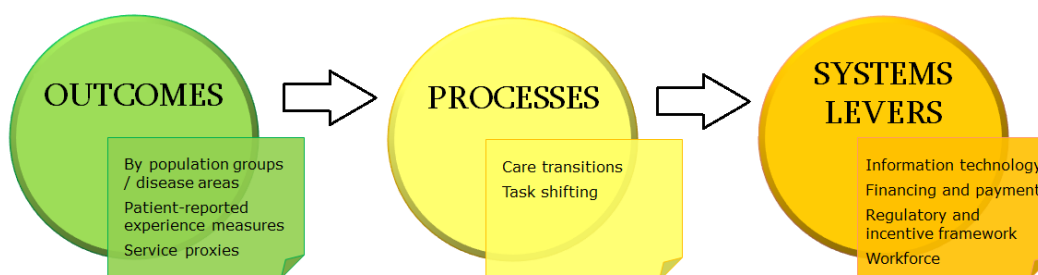 OUTCOMES
By population groups
/ disease areas
Patient-reported
experience measures
Service proxies
PROCESSES
Care transitions
Task shifting
SYSTEMS
LEVERS
Information technology
Financing and payment
Regulatory and
incentive framework
Workforce